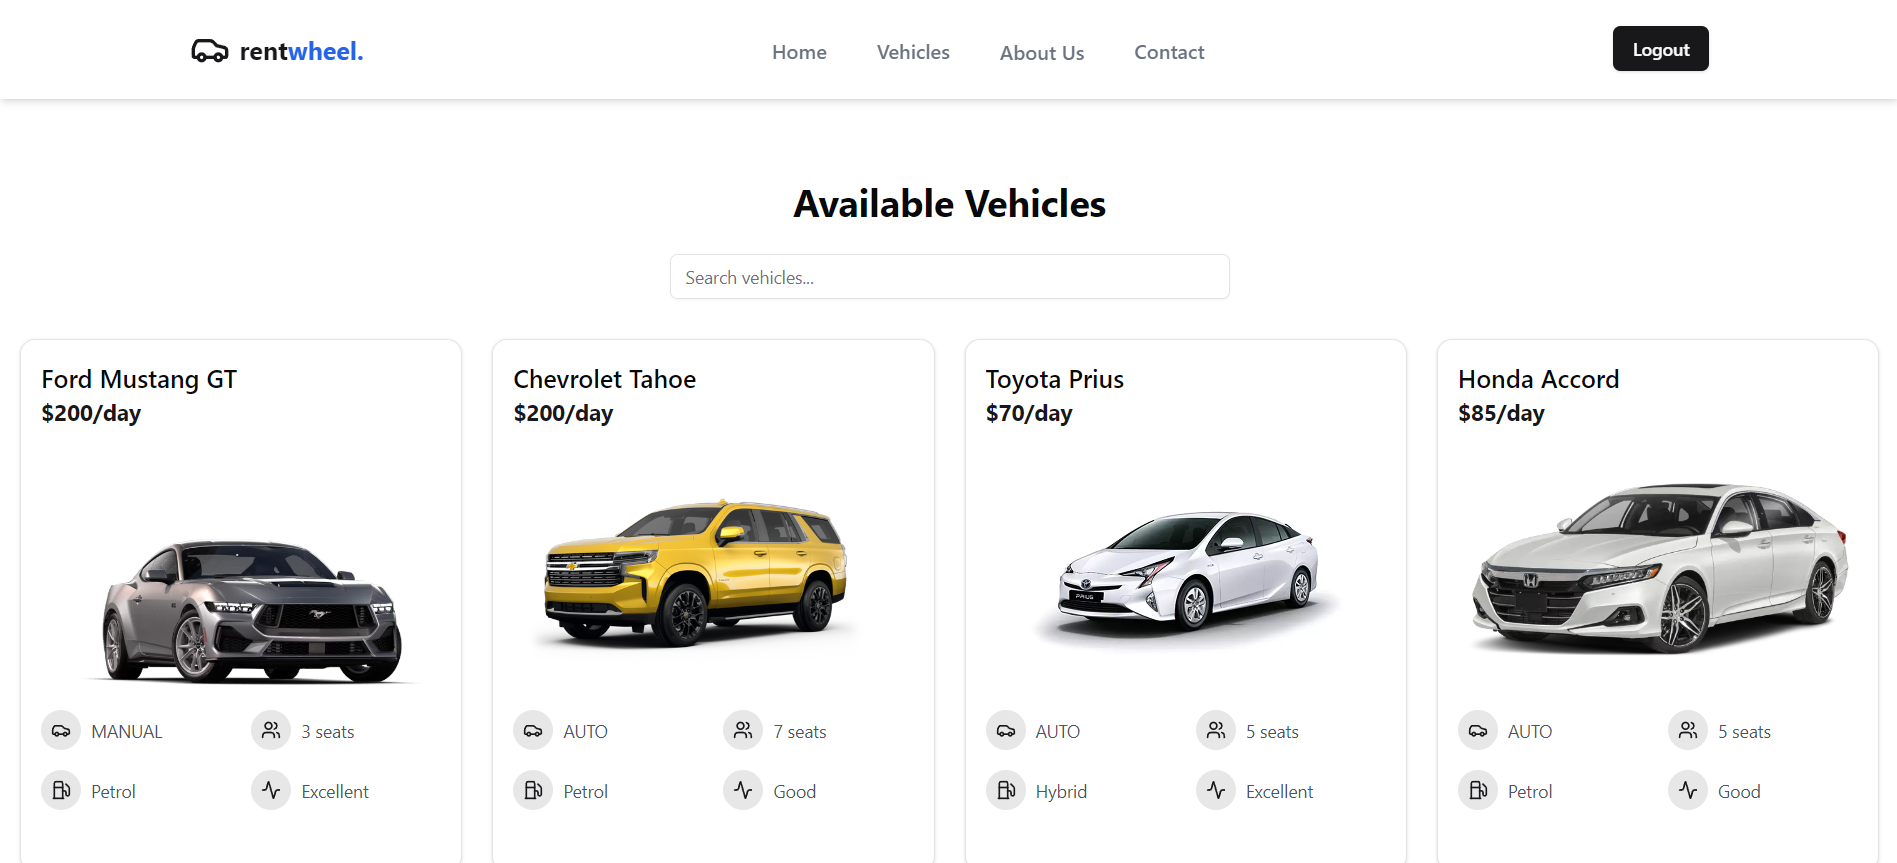 rentwheel.
Home
Vehicles
About Us
Contact
Logout
Available Vehicles
Search vehicles...
Ford Mustang GT
$200/day
MANUAL
3 seats
Petrol
Excellent
Chevrolet Tahoe
$200/day
AUTO
7 seats
Petrol
Good
Toyota Prius
$70/day
PRIUS
AUTO
5 seats
Hybrid
Excellent
Honda Accord
$85/day
AUTO
5 seats
Petrol
Good